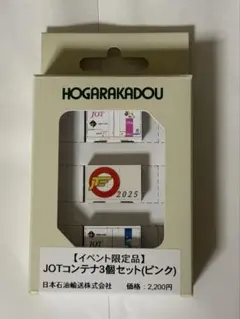 HOGARAKADOU
JOT
2025
JOT
【イベント限定品】
JOTコンテナ3個セット(ピンク)
日本石油輸送株式会社 価格：2,200円